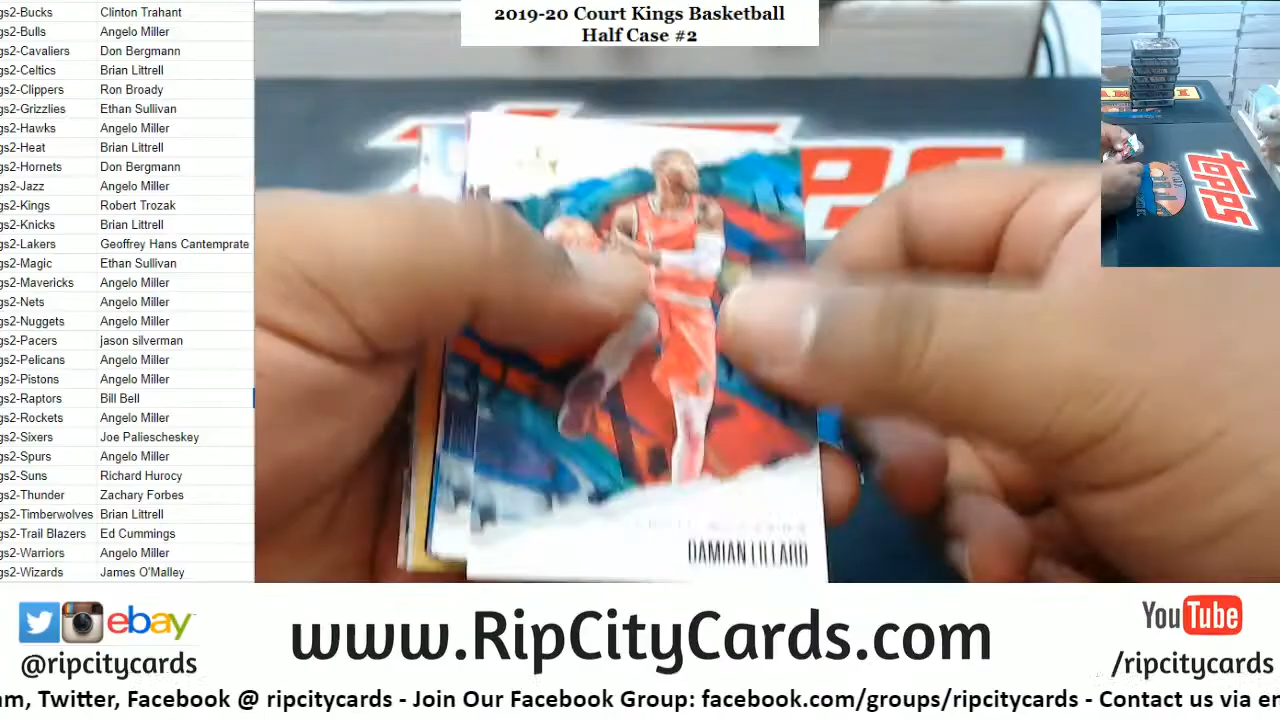 2019-20 Court Kings Basketball
Half Case #2
gs2-Bucks Clinton Trahant
gs2-Bulls Angelo Miller
gs2-Cavaliers Don Bergmann
gs2-Celtics Brian Littrell
gs2-Clippers Ron Broady
gs2-Grizzlies Ethan Sullivan
gs2-Hawks Angelo Miller
gs2-Heat Brian Littrell
gs2-Hornets Don Bergmann
gs2-Jazz Angelo Miller
gs2-Kings Robert Trozak
gs2-Knicks Brian Littrell
gs2-Lakers Geoffrey Hans Cantemprate
gs2-Magic Ethan Sullivan
gs2-Mavericks Angelo Miller
gs2-Nets Angelo Miller
gs2-Nuggets Angelo Miller
gs2-Pacers jason silverman
gs2-Pelicans Angelo Miller
gs2-Pistons Angelo Miller
gs2-Raptors Bill Bell
gs2-Rockets Angelo Miller
gs2-Sixers Joe Paliescheskey
gs2-Spurs Angelo Miller
gs2-Suns Richard Hurocy
gs2-Thunder Zachary Forbes
gs2-Timberwolves Brian Littrell
gs2-Trail Blazers Ed Cummings
gs2-Warriors Angelo Miller
gs2-Wizards James O'Malley
DAMIAN LILLARD
topps
ebay
@ripcitycards
www.RipCityCards.com
YouTube
/ripcitycards
am, Twitter, Facebook @ ripcitycards - Join Our Facebook Group: facebook.com/groups/ripcitycards - Contact us via em